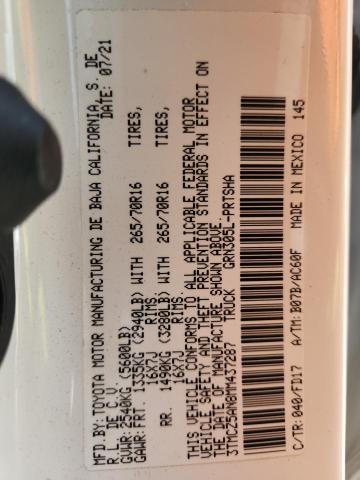 MFD.BY: TOYOTA MOTOR MANUFACTURING DE BAJA CALIFORNIA, S. DE
R.L. DE C.V. DATE: 07/21
GVWR: 2540KG (5600LB)
GAWR: FRT. 1335KG (2940LB) WITH 265/70R16 TIRES,
16X7J RIMS
RR. 1490KG (3280LB) WITH 265/70R16 TIRES,
16X7J RIMS
THIS VEHICLE CONFORMS TO ALL APPLICABLE FEDERAL MOTOR
VEHICLE SAFETY AND THEFT PREVENTION STANDARDS IN EFFECT ON
THE DATE OF MANUFACTURE SHOWN ABOVE.
3TMCZ5AN8MM437287 TRUCK GRN305L-PRTSHA
C/TR: 040/FD17 A/TM: B07B/AC60F MADE IN MEXICO 145